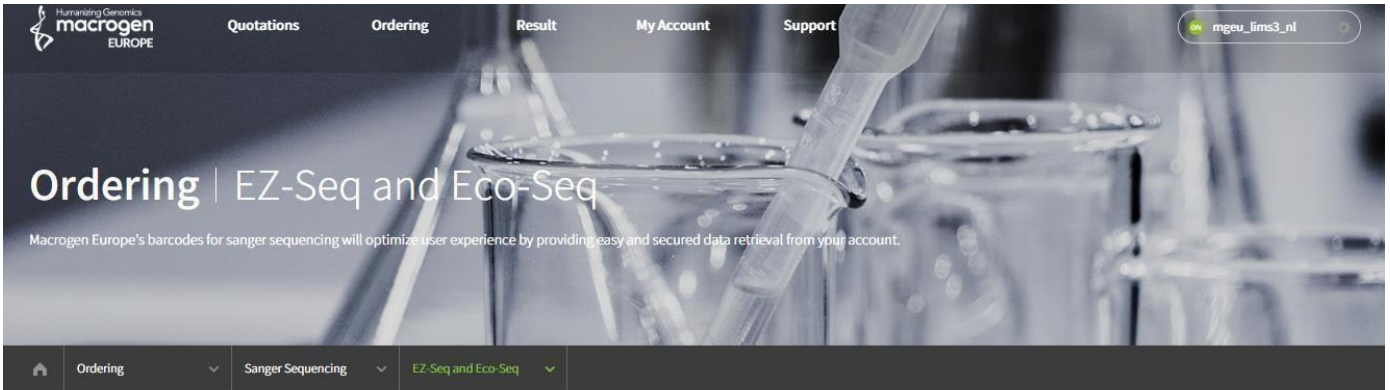 Humanizing Genomics
macrogen
EUROPE
Quotations
Ordering
Result
My Account
Support
ON mgeu_lims3_nl
Ordering | EZ-Seq and Eco-Seq
Macrogen Europe's barcodes for sanger sequencing will optimize user experience by providing easy and secured data retrieval from your account.
Ordering
Sanger Sequencing
EZ-Seq and Eco-Seq